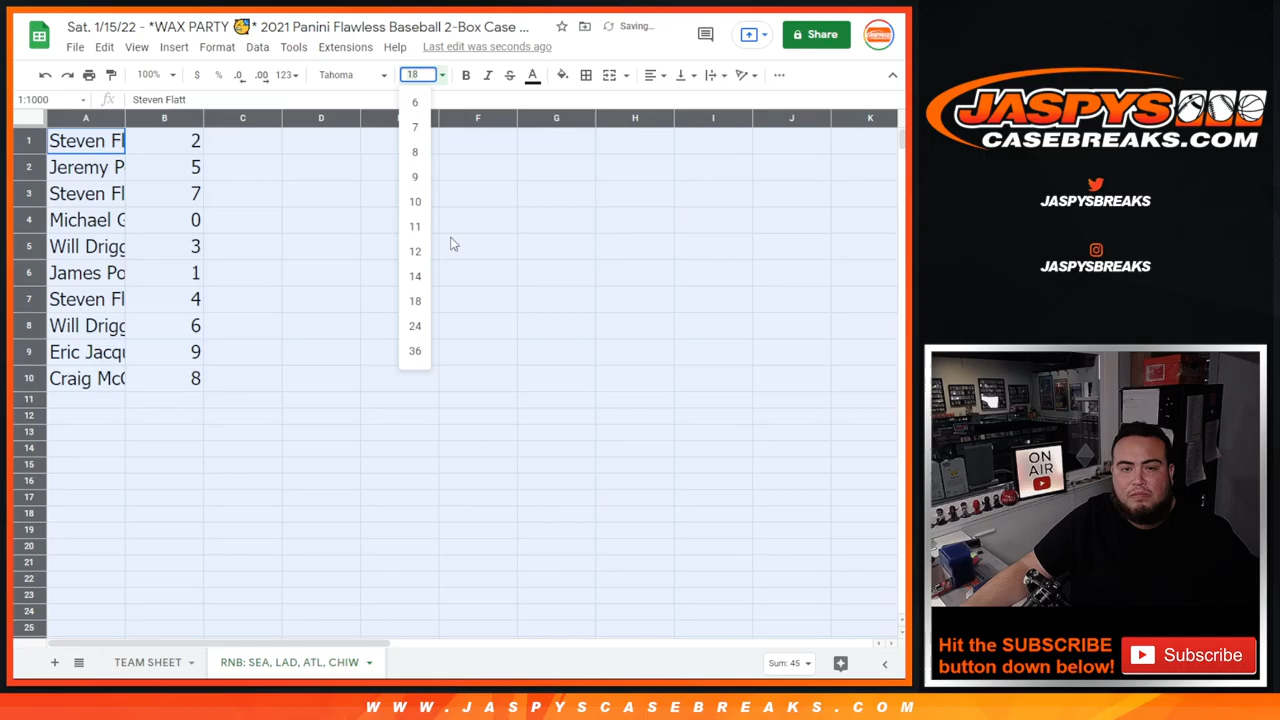 Sat. 1/15/22 - *WAX PARTY 🥳* 2021 Panini Flawless Baseball 2-Box Case ...
Saving...
Share
File Edit View Insert Format Data Tools Extensions Help Last edit was seconds ago
100% $ % .0 .00 123 Tahoma 18 B I S A
1:1000 fx Steven Flatt
A B C D E F G H I J K
1 Steven Fl 2
2 Jeremy P 5
3 Steven Fl 7
4 Michael G 0
5 Will Drigg 3
6 James Po 1
7 Steven Fl 4
8 Will Drigg 6
9 Eric Jacqu 9
10 Craig McC 8
11
12
13
14
15
16
17
18
19
20
21
22
23
24
25
6
7
8
9
10
11
12
14
18
24
36
TEAM SHEET
RNB: SEA, LAD, ATL, CHIW
Sum: 45
JASPYS
CASEBREAKS.COM
JASPYSBREAKS
JASPYSBREAKS
ON
AIR
Hit the SUBSCRIBE
button down below!
Subscribe
WWW.JASPYSCASEBREAKS.COM